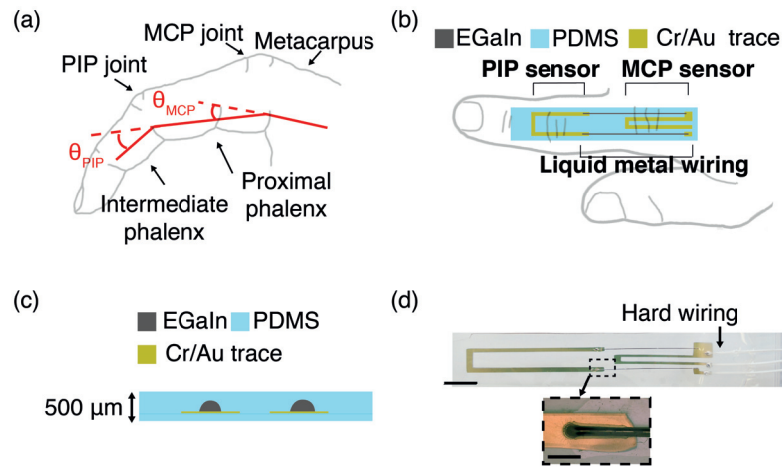 (a)
MCP joint
Metacarpus
PIP joint
θMCP
θPIP
Proximal
phalenx
Intermediate
phalenx
(b)
EGaIn PDMS Cr/Au trace
PIP sensor MCP sensor
Liquid metal wiring
(c)
EGaIn PDMS
Cr/Au trace
500 µm
(d)
Hard wiring